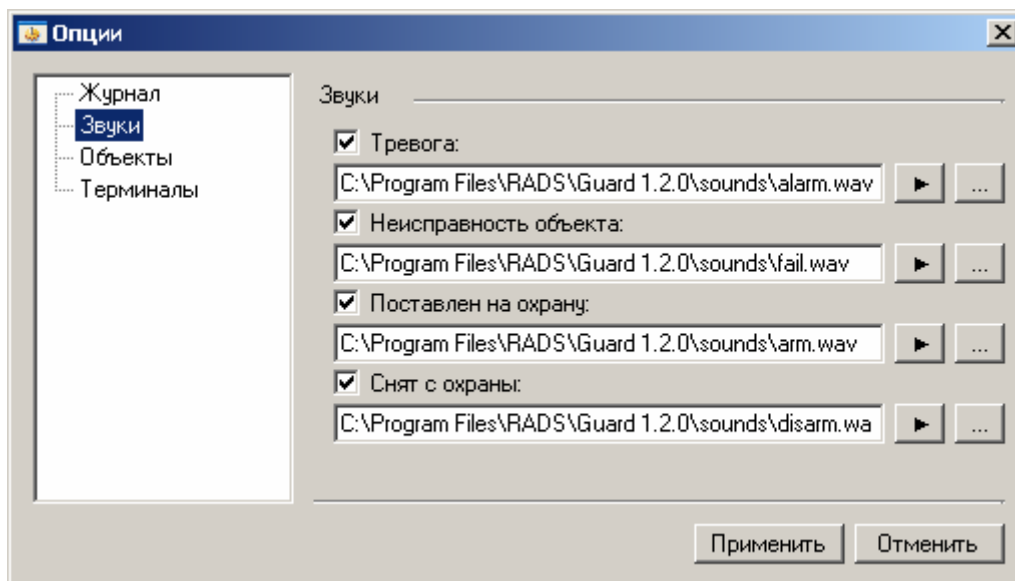 Опции
Журнал
Звуки
Объекты
Терминалы
Звуки
Тревога:
C:\Program Files\RADS\Guard 1.2.0\sounds\alarm.wav
...
Неисправность объекта:
C:\Program Files\RADS\Guard 1.2.0\sounds\fail.wav
...
Поставлен на охрану:
C:\Program Files\RADS\Guard 1.2.0\sounds\arm.wav
...
Снят с охраны:
C:\Program Files\RADS\Guard 1.2.0\sounds\disarm.wa
...
Применить Отменить